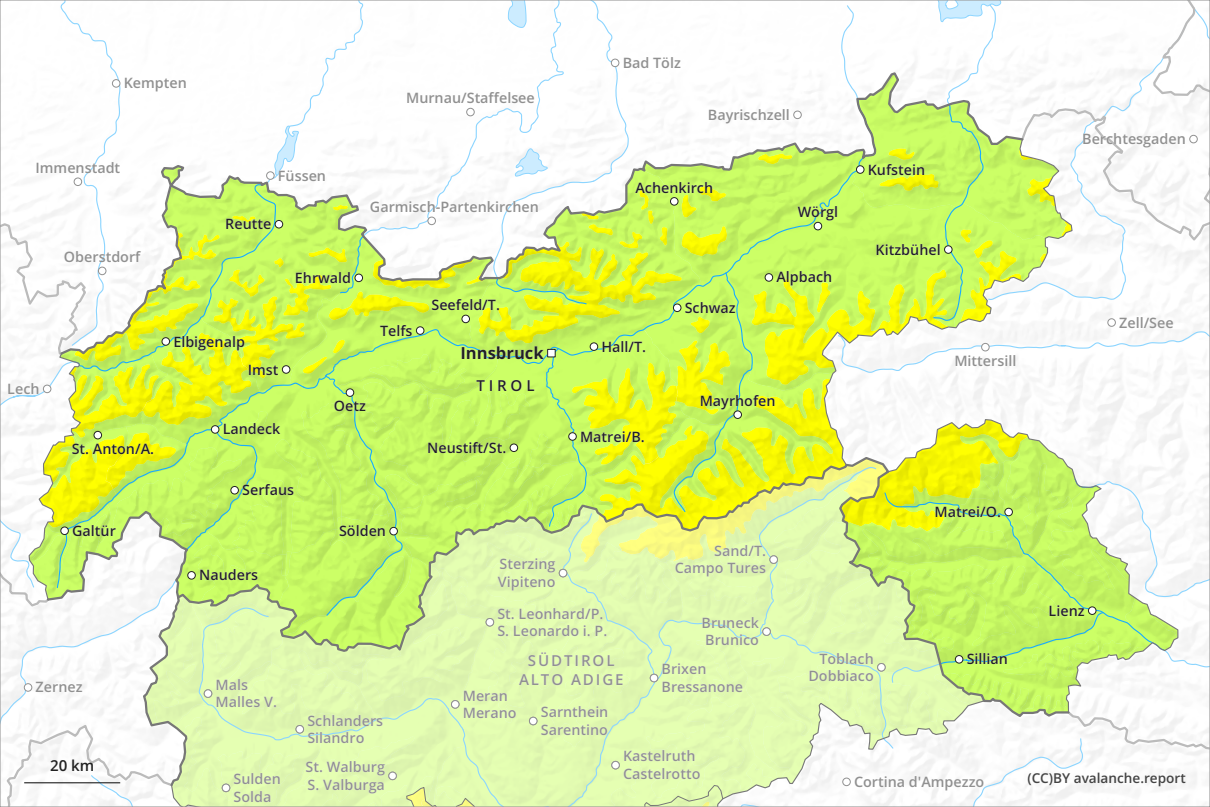 Kempten
Bad Tölz
Murnau/Staffelsee
Bayrischzell
Berchtesgaden
Immenstadt
Füssen
Kufstein
Achenkirch
Garmisch-Partenkirchen
Reutte
Wörgl
Oberstdorf
Kitzbühel
Ehrwald
Alpbach
Seefeld/T.
Schwaz
Telfs
Zell/See
Elbigenalp
Innsbruck
Hall/T.
Mittersill
Imst
TIROL
Lech
Oetz
Mayrhofen
Landeck
Matrei/B.
St. Anton/A.
Neustift/St.
Serfaus
Matrei/O.
Galtür
Sölden
Sand/T.
Campo Tures
Sterzing
Vipiteno
Nauders
Lienz
St. Leonhard/P.
S. Leonardo i. P.
Bruneck
Brunico
SÜDTIROL
ALTO ADIGE
Toblach
Dobbiaco
Sillian
Brixen
Bressanone
Zernez
Mals
Malles V.
Meran
Merano
Sarnthein
Sarentino
Schlanders
Silandro
Kastelruth
Castelrotto
20 km
St. Walburg
S. Valburga
Sulden
Solda
Cortina d'Ampezzo
(CC)BY avalanche.report